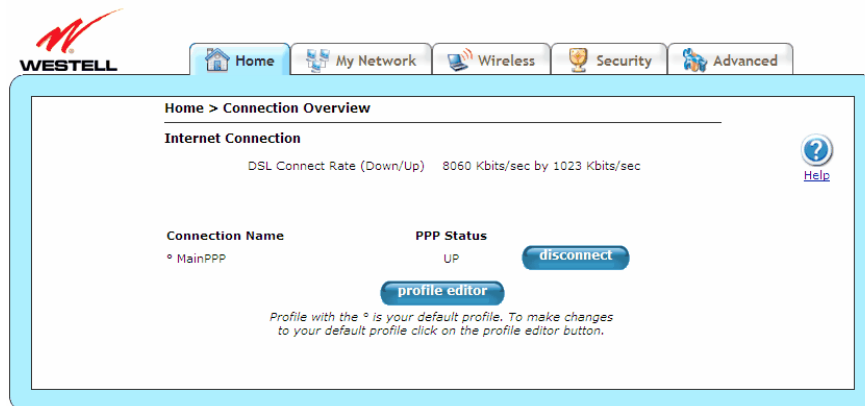 WESTELL
Home My Network Wireless Security Advanced
Home > Connection Overview
Internet Connection
DSL Connect Rate (Down/Up) 8060 Kbits/sec by 1023 Kbits/sec
Help
Connection Name PPP Status
° MainPPP UP disconnect
profile editor
Profile with the ° is your default profile. To make changes
to your default profile click on the profile editor button.